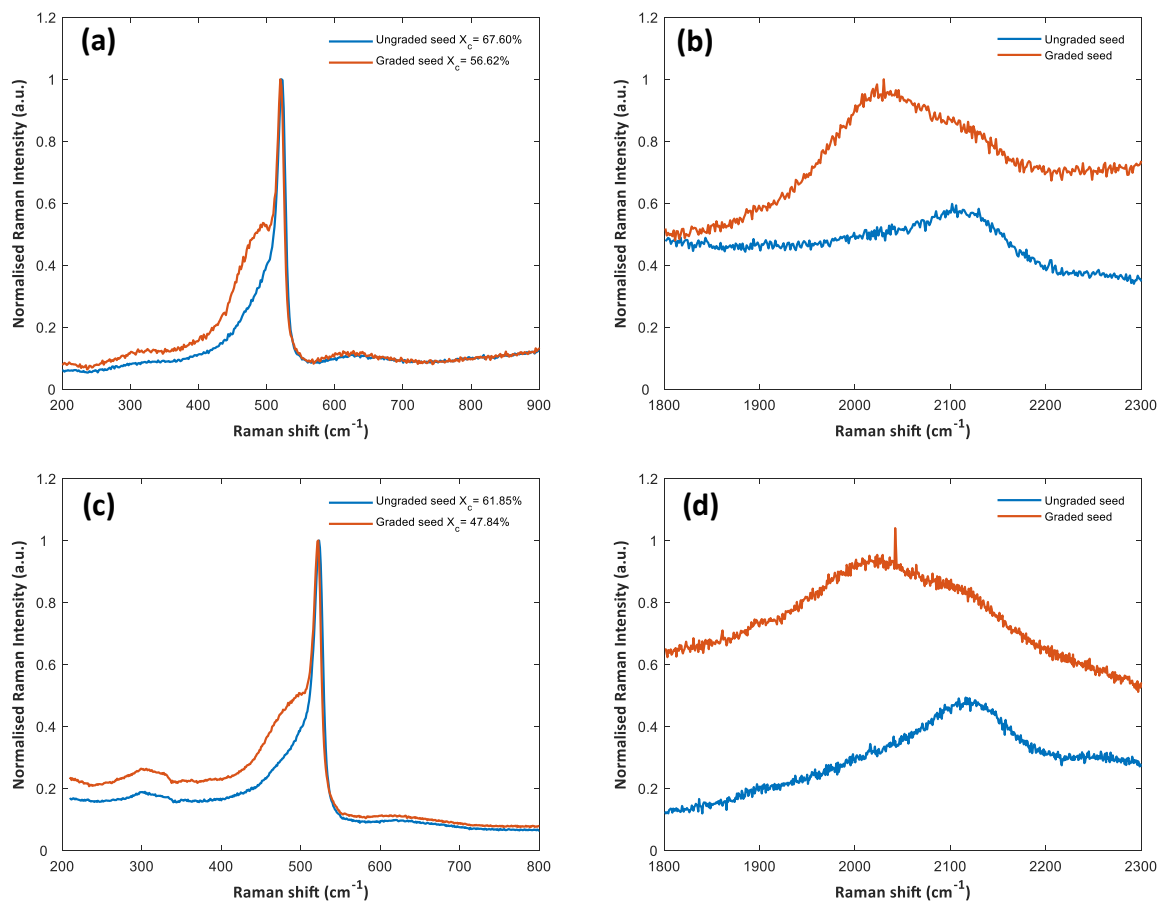 (a)
Ungraded seed X_c = 67.60%
Graded seed X_c = 56.62%
Normalised Raman Intensity (a.u.)
1.2
1
0.8
0.6
0.4
0.2
0
200 300 400 500 600 700 800 900
Raman shift (cm^-1)
(b)
Ungraded seed
Graded seed
Normalised Raman Intensity (a.u.)
1.2
1
0.8
0.6
0.4
0.2
0
1800 1900 2000 2100 2200 2300
Raman shift (cm^-1)
(c)
Ungraded seed X_c = 61.85%
Graded seed X_c = 47.84%
Normalised Raman Intensity (a.u.)
1.2
1
0.8
0.6
0.4
0.2
0
200 300 400 500 600 700 800
Raman shift (cm^-1)
(d)
Ungraded seed
Graded seed
Normalised Raman Intensity (a.u.)
1.2
1
0.8
0.6
0.4
0.2
0
1800 1900 2000 2100 2200 2300
Raman shift (cm^-1)